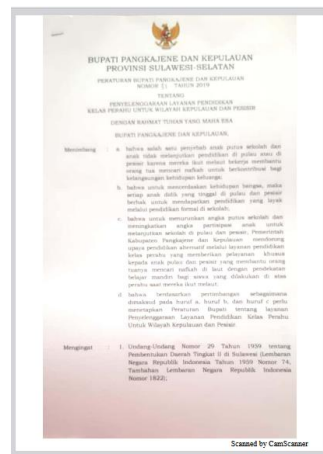 BUPATI PANGKAJENE DAN KEPULAUAN
PROVINSI SULAWESI-SELATAN
PERATURAN BUPATI PANGKAJENE DAN KEPULAUAN
NOMOR TAHUN 2019
TENTANG
PENYELENGGARAAN LAYANAN PENDIDIKAN
KELAS PERAHU UNTUK WILAYAH KEPULAUAN DAN PESISIR
DENGAN RAHMAT TUHAN YANG MAHA ESA
BUPATI PANGKAJENE DAN KEPULAUAN,
Menimbang : a. bahwa salah satu penyebab anak putus sekolah dan
anak tidak melanjutkan pendidikan di pulau atau di
pesisir karena mereka ikut melaut bekerja membantu
orang tua mencari nafkah untuk berkontribusi bagi
kelangsungan kehidupan keluarga;
b. bahwa untuk mencerdaskan kehidupan bangsa, maka
setiap anak didik yang tinggal di pulau dan pesisir
berhak untuk mendapatkan pendidikan yang layak
melalui pendidikan formal di sekolah;
c. bahwa untuk menurunkan angka putus sekolah dan
meningkatkan angka partisipasi anak untuk
melanjutkan sekolah di pulau dan pesisir, Pemerintah
Kabupaten Pangkajene dan Kepulauan mendorong
upaya pendidikan alternatif melalui layanan pendidikan
kelas perahu yang memberikan pelayanan khusus
kepada anak pulau dan pesisir yang membantu orang
tuanya mencari nafkah di laut dengan pendekatan
belajar mandiri bagi siswa yang dilakukan di atas
perahu saat mereka ikut melaut;
d. bahwa berdasarkan pertimbangan sebagaimana
dimaksud pada huruf a, huruf b, dan huruf c perlu
menetapkan Peraturan Bupati tentang layanan
Penyelenggaraan Layanan Pendidikan Kelas Perahu
Untuk Wilayah Kepulauan dan Pesisir.
Mengingat : 1. Undang-Undang Nomor 29 Tahun 1959 tentang
Pembentukan Daerah Tingkat II di Sulawesi (Lembaran
Negara Republik Indonesia Tahun 1959 Nomor 74,
Tambahan Lembaran Negara Republik Indonesia
Nomor 1822);
Scanned by CamScanner